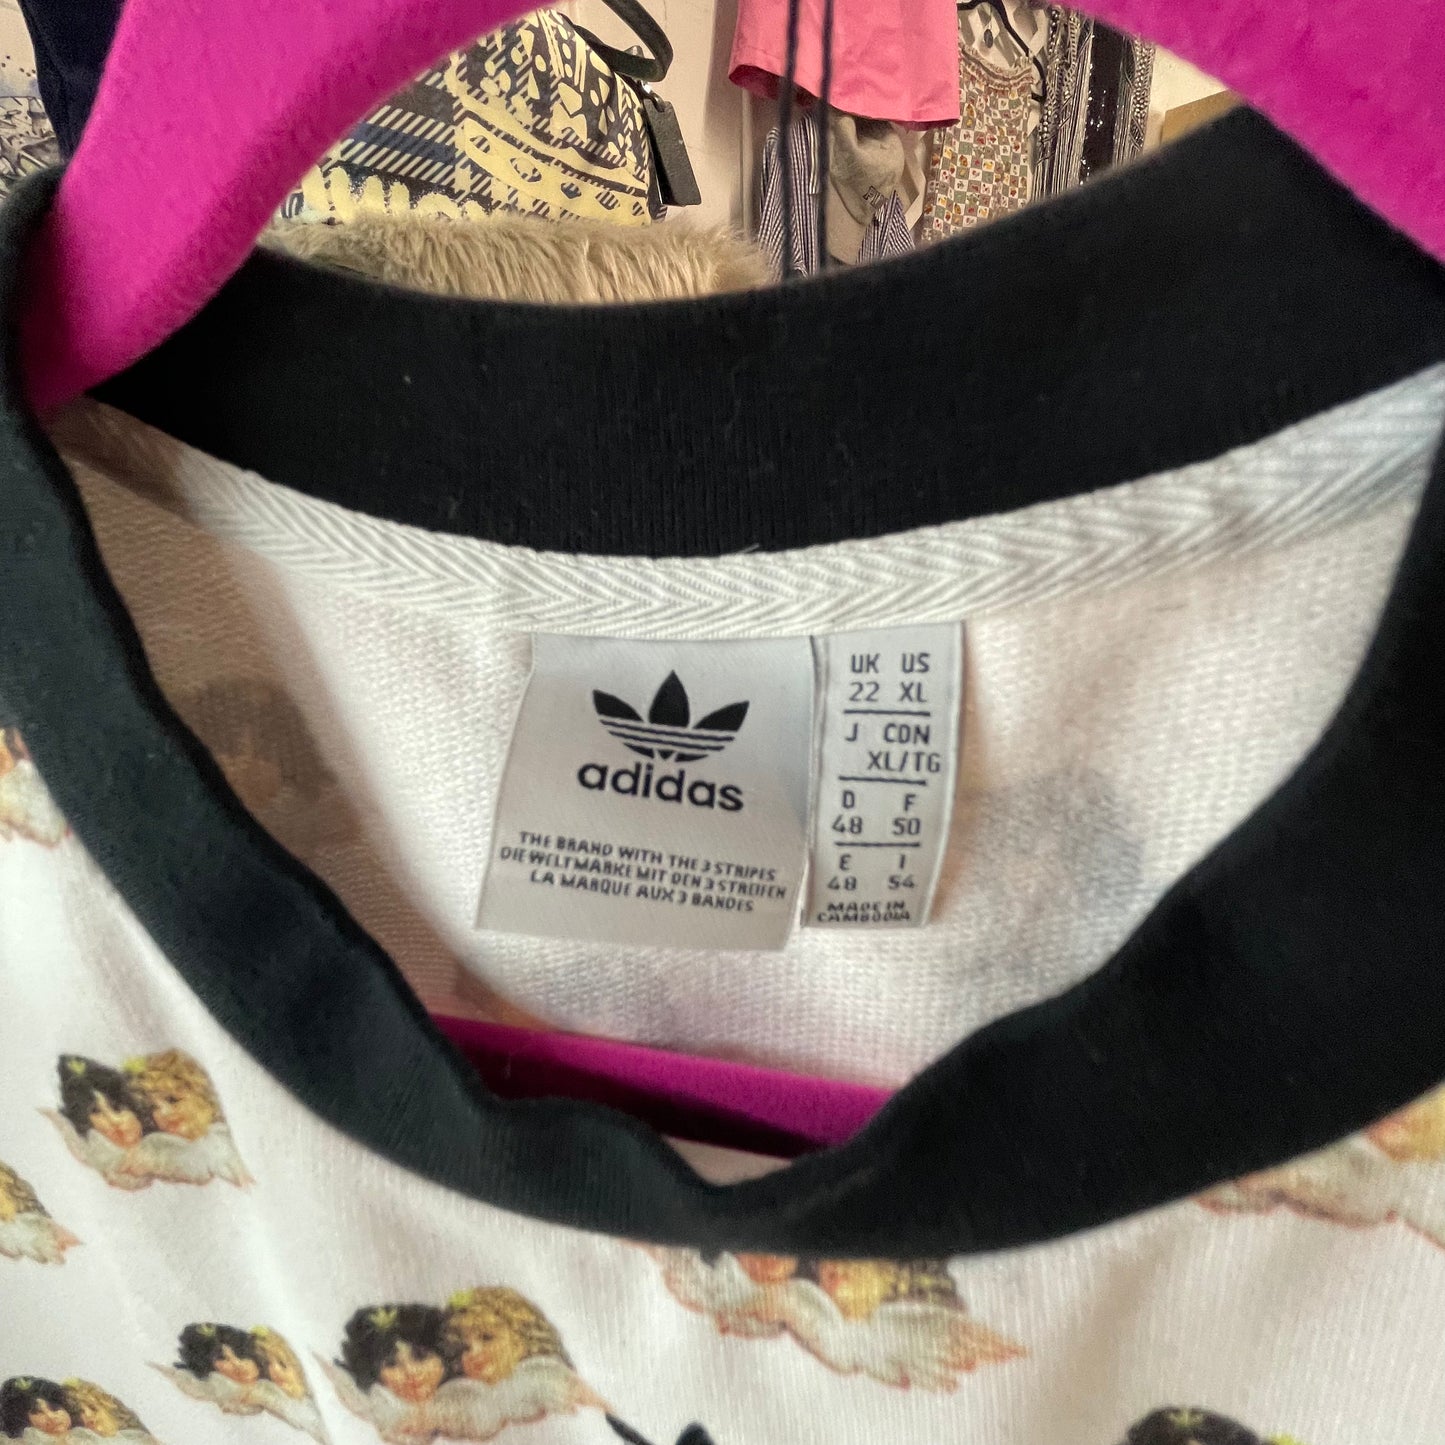 adidas
THE BRAND WITH THE 3 STRIPES
DIE WELTMARKE MIT DEN 3 STREIFEN
LA MARQUE AUX 3 BANDES
UK US
22 XL
J CDN
XL/TG
D F
48 50
E I
48 54
MADE IN
CAMBODIA